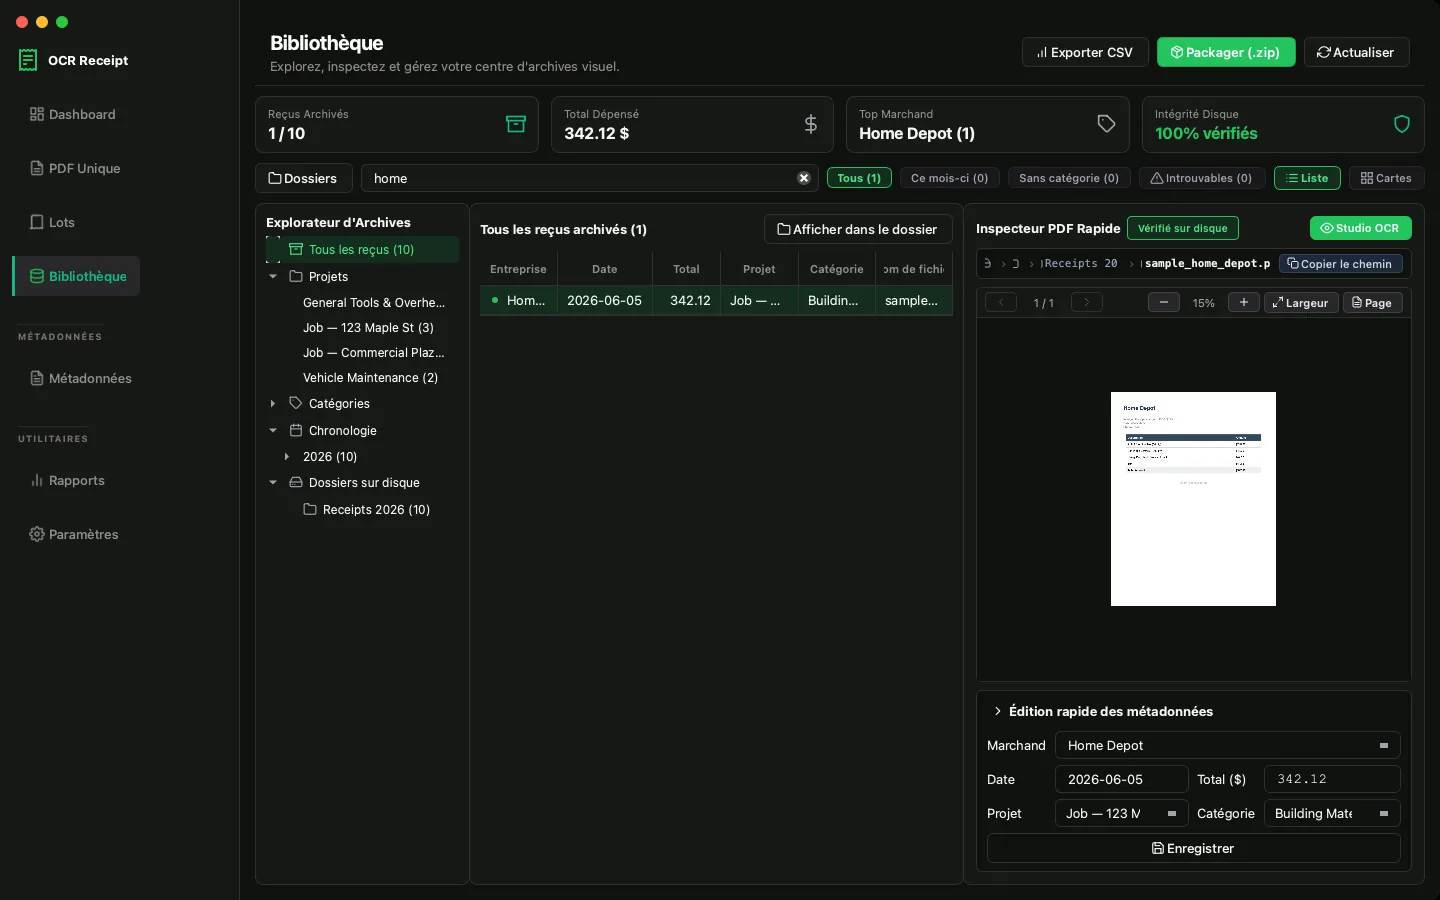 OCR Receipt
Dashboard
PDF Unique
Lots
Bibliothèque
MÉTADONNÉES
Métadonnées
UTILITAIRES
Rapports
Paramètres
Bibliothèque
Explorez, inspectez et gérez votre centre d'archives visuel.
Exporter CSV
Packager (.zip)
Actualiser
Reçus Archivés
1 / 10
Total Dépensé
342.12 $
Top Marchand
Home Depot (1)
Intégrité Disque
100% vérifiés
Dossiers
home
Tous (1)
Ce mois-ci (0)
Sans catégorie (0)
Introuvables (0)
Liste
Cartes
Explorateur d'Archives
Tous les reçus (10)
Projets
General Tools & Overhe...
Job — 123 Maple St (3)
Job — Commercial Plaz...
Vehicle Maintenance (2)
Catégories
Chronologie
2026 (10)
Dossiers sur disque
Receipts 2026 (10)
Tous les reçus archivés (1)
Afficher dans le dossier
Entreprise Date Total Projet Catégorie om de fichi
Hom... 2026-06-05 342.12 Job — ... Buildin... sample...
Inspecteur PDF Rapide
Vérifié sur disque
Studio OCR
› › Receipts 20 › sample_home_depot.p
Copier le chemin
1 / 1
15%
Largeur
Page
Home Depot
Édition rapide des métadonnées
Marchand Home Depot
Date 2026-06-05 Total ($) 342.12
Projet Job — 123 M Catégorie Building Mate
Enregistrer